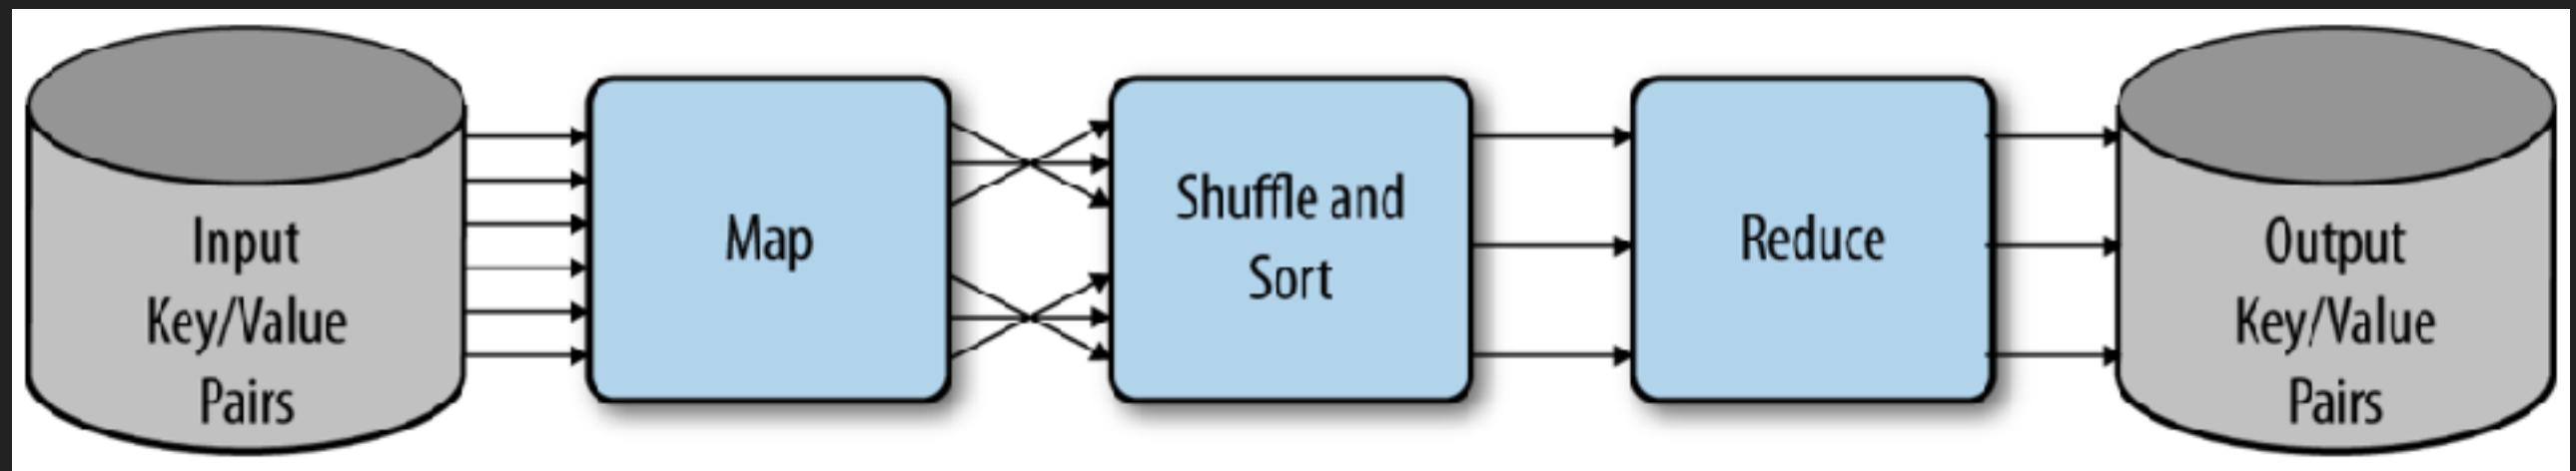 Input
Key/Value
Pairs
Map
Shuffle and
Sort
Reduce
Output
Key/Value
Pairs